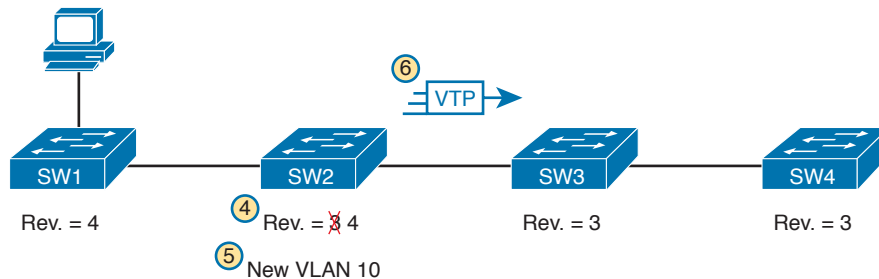 6
VTP
SW1
SW2
SW3
SW4
Rev. = 4
4
Rev. = 3 4
Rev. = 3
Rev. = 3
5
New VLAN 10